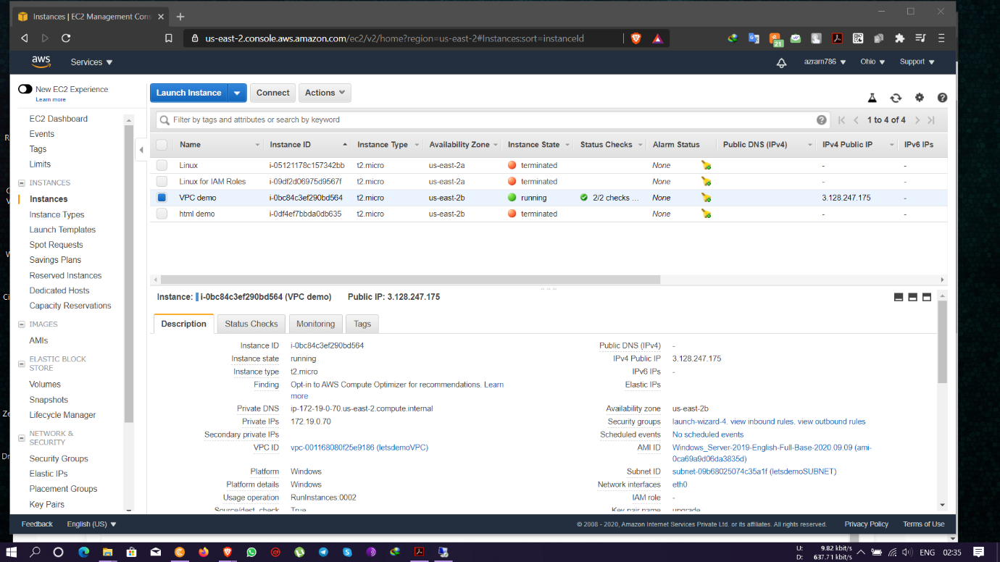 Instances | EC2 Management Cons
us-east-2.console.aws.amazon.com/ec2/v2/home?region=us-east-2#Instances:sort=instanceId
21
aws
Services
azram786
Ohio
Support
New EC2 Experience
Learn more
Launch Instance
Connect
Actions
EC2 Dashboard
Events
Tags
Limits
INSTANCES
Instances
Instance Types
Launch Templates
Spot Requests
Savings Plans
Reserved Instances
Dedicated Hosts
Capacity Reservations
IMAGES
AMIs
ELASTIC BLOCK
STORE
Volumes
Snapshots
Lifecycle Manager
NETWORK &
SECURITY
Security Groups
Elastic IPs
Placement Groups
Key Pairs
Filter by tags and attributes or search by keyword
1 to 4 of 4
Name Instance ID Instance Type Availability Zone Instance State Status Checks Alarm Status Public DNS (IPv4) IPv4 Public IP IPv6 IPs
Linux i-05121178c157342bb t2.micro us-east-2a terminated None - -
Linux for IAM Roles i-09df2d06975d9567f t2.micro us-east-2a terminated None - -
VPC demo i-0bc84c3ef290bd564 t2.micro us-east-2b running 2/2 checks ... None 3.128.247.175 -
html demo i-0df4ef7bbda0db635 t2.micro us-east-2b terminated None - -
Instance: i-0bc84c3ef290bd564 (VPC demo) Public IP: 3.128.247.175
Description
Status Checks
Monitoring
Tags
Instance ID i-0bc84c3ef290bd564
Instance state running
Instance type t2.micro
Finding Opt-in to AWS Compute Optimizer for recommendations. Learn
more
Private DNS ip-172-19-0-70.us-east-2.compute.internal
Private IPs 172.19.0.70
Secondary private IPs
VPC ID vpc-001168080f25e9186 (letsdemoVPC)
Platform Windows
Platform details Windows
Usage operation RunInstances:0002
Source/dest. check True
Public DNS (IPv4) -
IPv4 Public IP 3.128.247.175
IPv6 IPs -
Elastic IPs
Availability zone us-east-2b
Security groups launch-wizard-4. view inbound rules. view outbound rules
Scheduled events No scheduled events
AMI ID Windows_Server-2019-English-Full-Base-2020.09.09 (ami-
0ca69a9d06da3835d)
Subnet ID subnet-09b68025074c35a1f (letsdemoSUBNET)
Network interfaces eth0
IAM role -
Key pair name upgrade
Feedback
English (US)
© 2008 - 2020, Amazon Internet Services Private Ltd. or its affiliates. All rights reserved.
Privacy Policy
Terms of Use
U: 9.82 kbit/s
D: 637.71 kbit/s
ENG
02:35